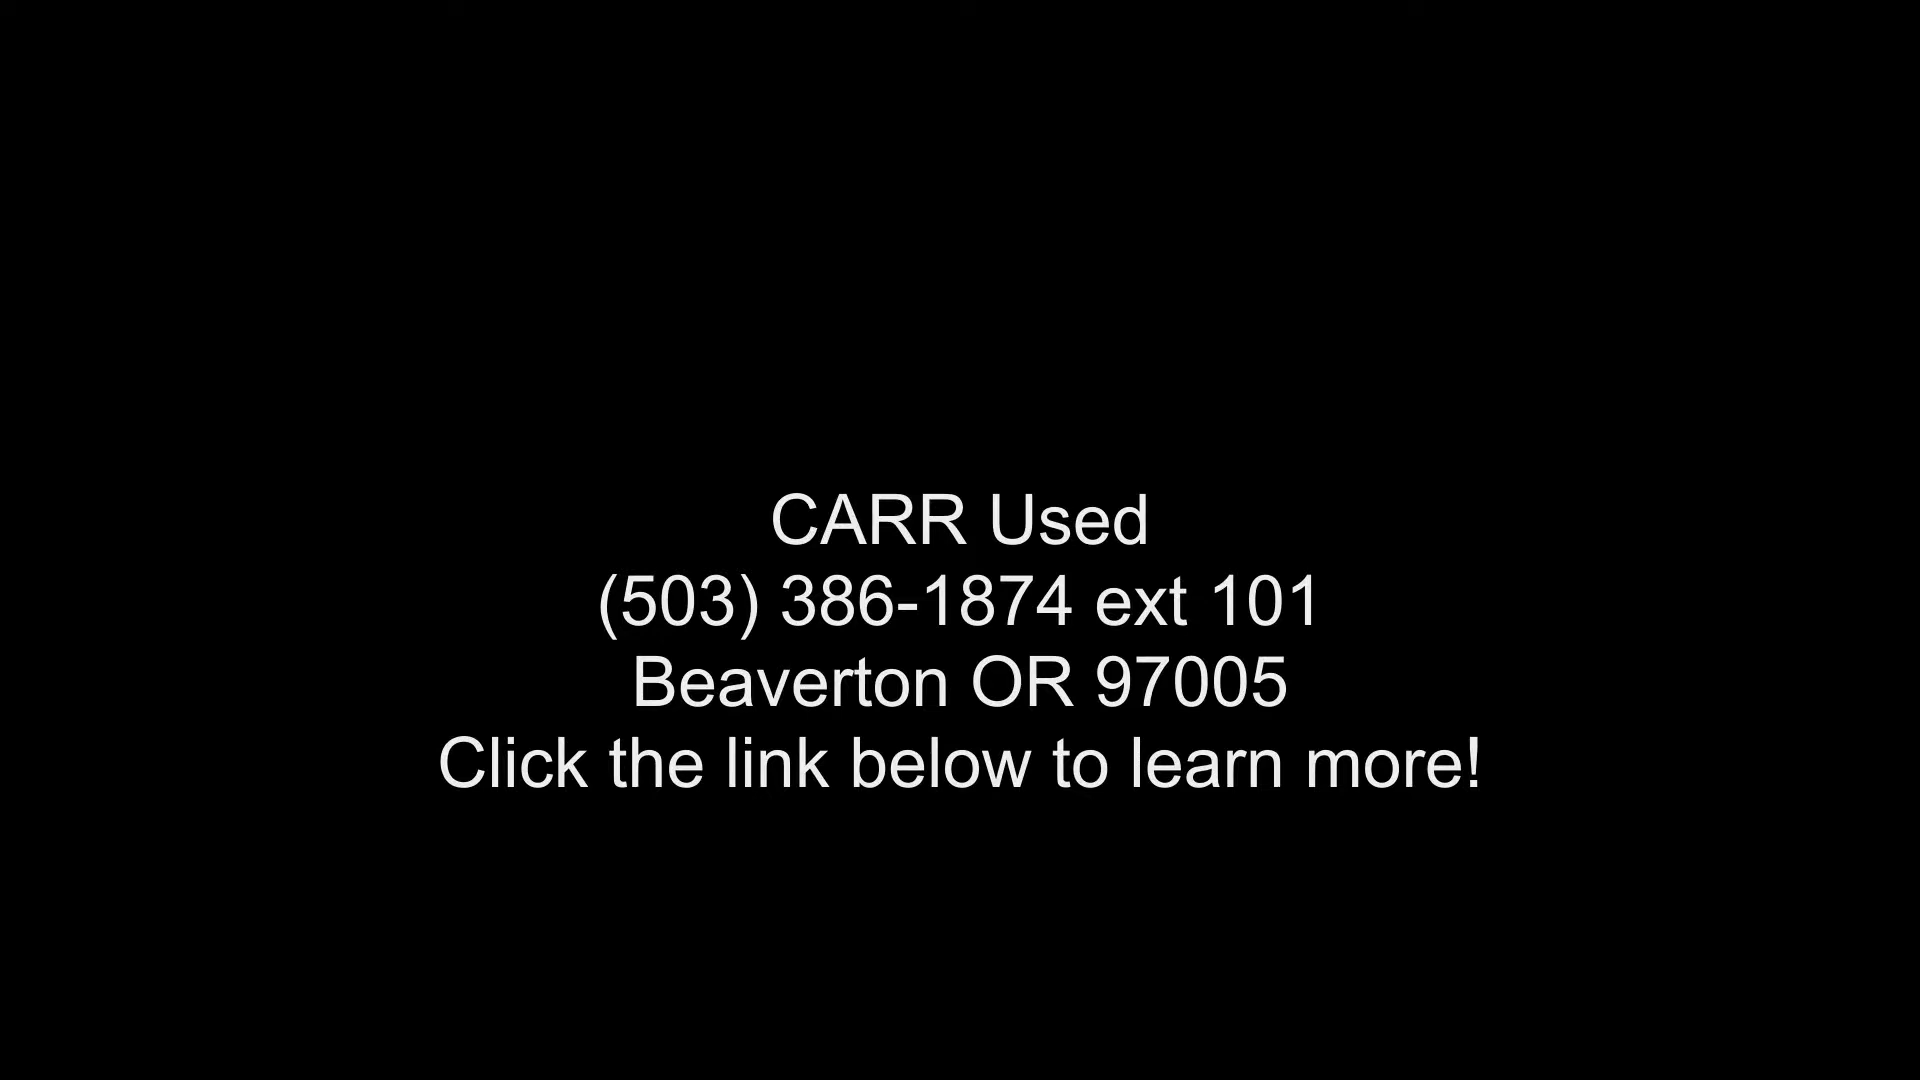 CARR Used
(503) 386-1874 ext 101
Beaverton OR 97005
Click the link below to learn more!